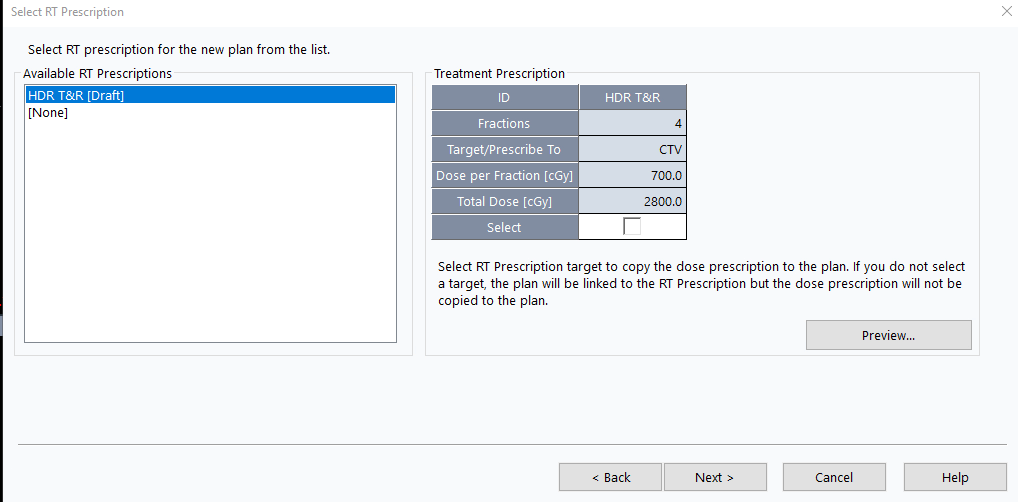 Select RT Prescription
Select RT prescription for the new plan from the list.
Available RT Prescriptions
HDR T&R [Draft]
[None]
Treatment Prescription
ID HDR T&R
Fractions 4
Target/Prescribe To CTV
Dose per Fraction [cGy] 700.0
Total Dose [cGy] 2800.0
Select
Select RT Prescription target to copy the dose prescription to the plan. If you do not select
a target, the plan will be linked to the RT Prescription but the dose prescription will not be
copied to the plan.
Preview...
< Back Next > Cancel Help